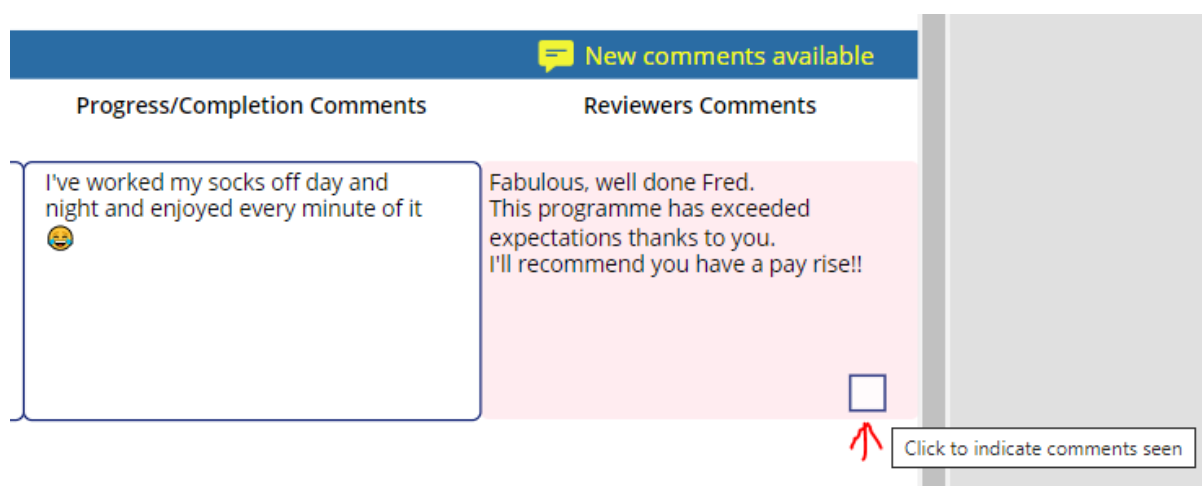 New comments available
Progress/Completion Comments
Reviewers Comments
I've worked my socks off day and
night and enjoyed every minute of it
😂
Fabulous, well done Fred.
This programme has exceeded
expectations thanks to you.
I'll recommend you have a pay rise!!
Click to indicate comments seen